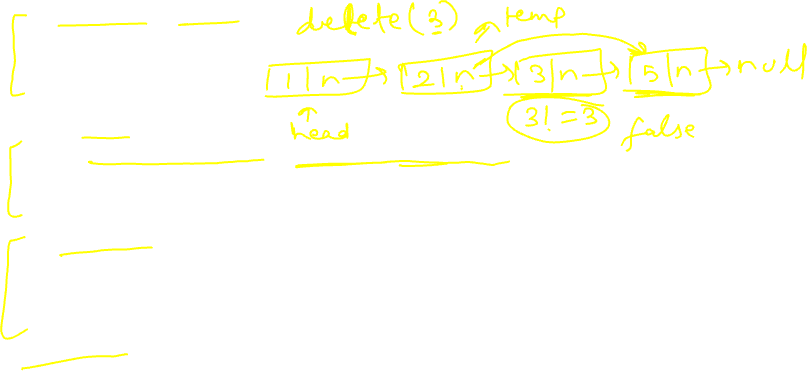 delete(3) temp
1|n 2|n 3|n 5|n null
head 3!=3 false